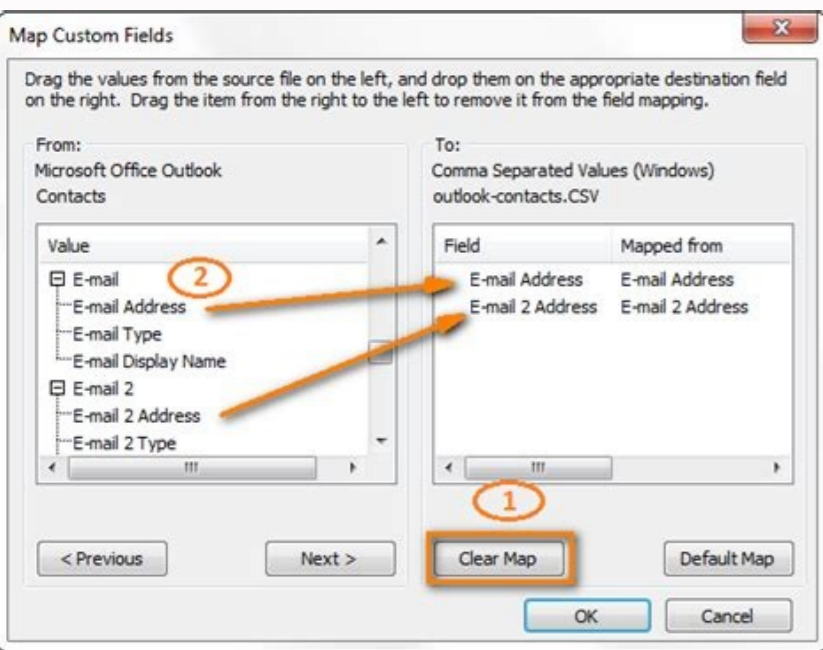 Map Custom Fields
Drag the values from the source file on the left, and drop them on the appropriate destination field
on the right. Drag the item from the right to the left to remove it from the field mapping.
From:
Microsoft Office Outlook
Contacts
Value
E-mail
2
E-mail Address
E-mail Type
E-mail Display Name
E-mail 2
E-mail 2 Address
E-mail 2 Type
< Previous
Next >
To:
Comma Separated Values (Windows)
outlook-contacts.CSV
Field Mapped from
E-mail Address E-mail Address
E-mail 2 Address E-mail 2 Address
1
Clear Map
Default Map
OK
Cancel